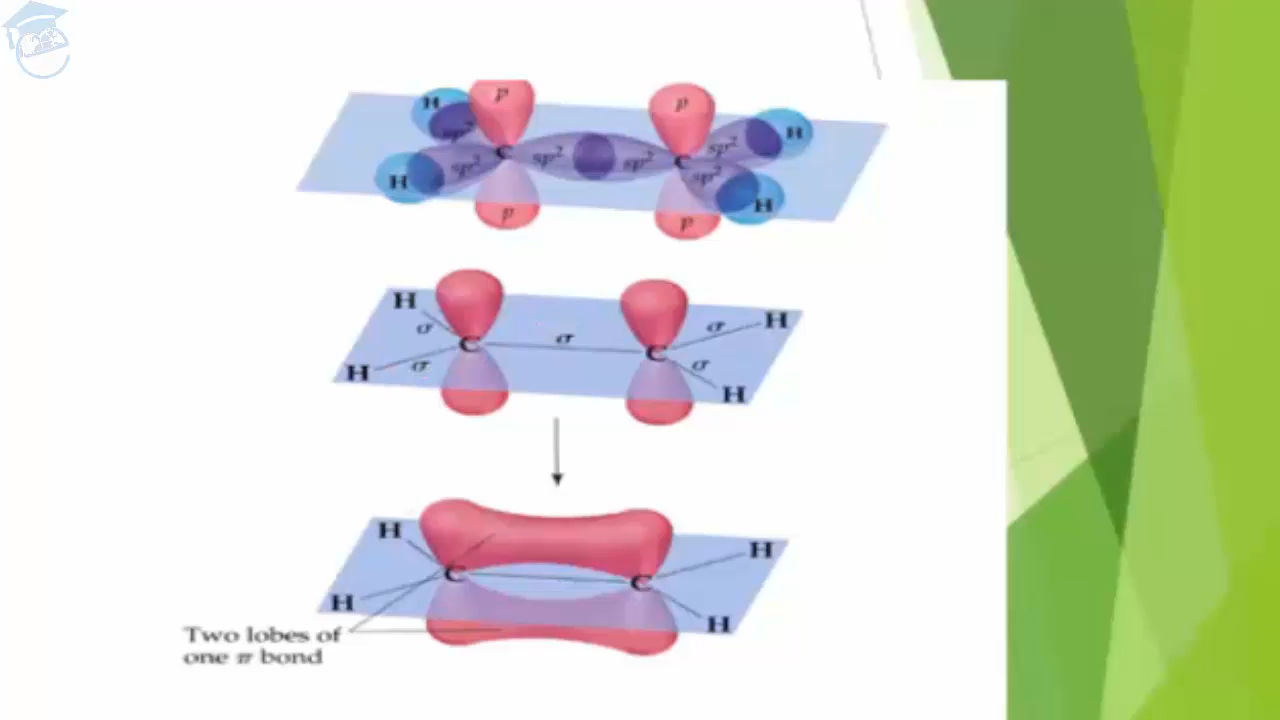 p p
H H
sp² sp²
C sp² sp² C
sp² sp²
H H
p p
H H
σ σ
C σ C
H σ σ H
H H
C C
H H
Two lobes of
one π bond